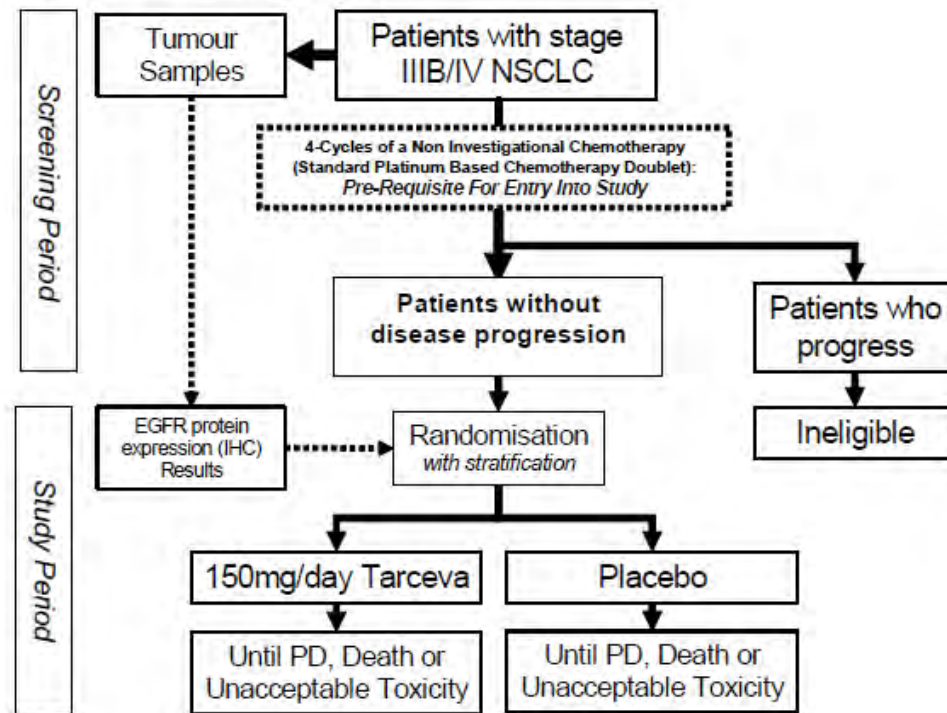 Screening Period
Tumour
Samples
Patients with stage
IIIB/IV NSCLC
4-Cycles of a Non Investigational Chemotherapy
(Standard Platinum Based Chemotherapy Doublet):
Pre-Requisite For Entry Into Study
Patients without
disease progression
Patients who
progress
Ineligible
Study Period
EGFR protein
expression (IHC)
Results
Randomisation
with stratification
150mg/day Tarceva
Placebo
Until PD, Death or
Unacceptable Toxicity
Until PD, Death or
Unacceptable Toxicity